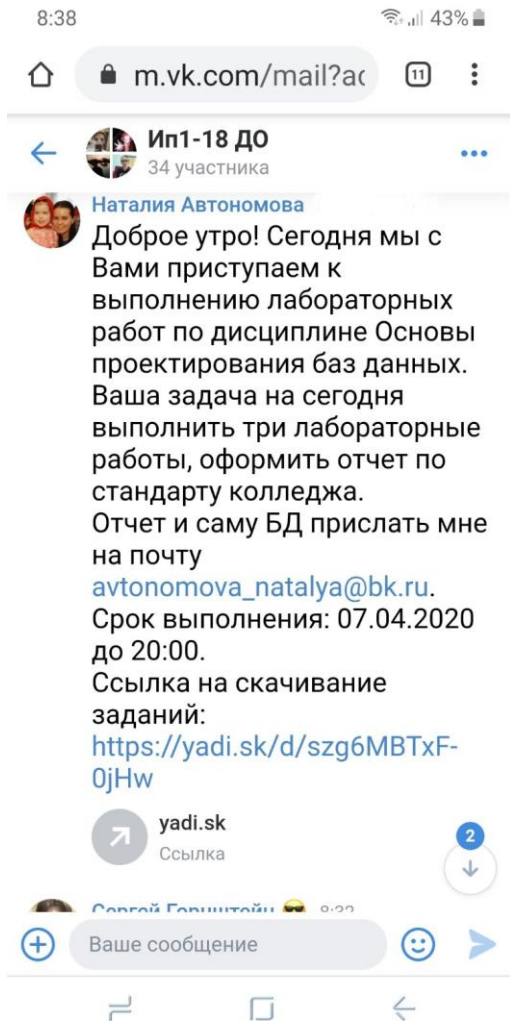 8:38
43%
m.vk.com/mail?ac
11
Ип1-18 ДО
34 участника
Наталия Автономова
Доброе утро! Сегодня мы с
Вами приступаем к
выполнению лабораторных
работ по дисциплине Основы
проектирования баз данных.
Ваша задача на сегодня
выполнить три лабораторные
работы, оформить отчет по
стандарту колледжа.
Отчет и саму БД прислать мне
на почту
avtonomova_natalya@bk.ru.
Срок выполнения: 07.04.2020
до 20:00.
Ссылка на скачивание
заданий:
https://yadi.sk/d/szg6MBTxF-
0jHw
yadi.sk
Ссылка
2
Сергей Горнштейн 8:32
Ваше сообщение